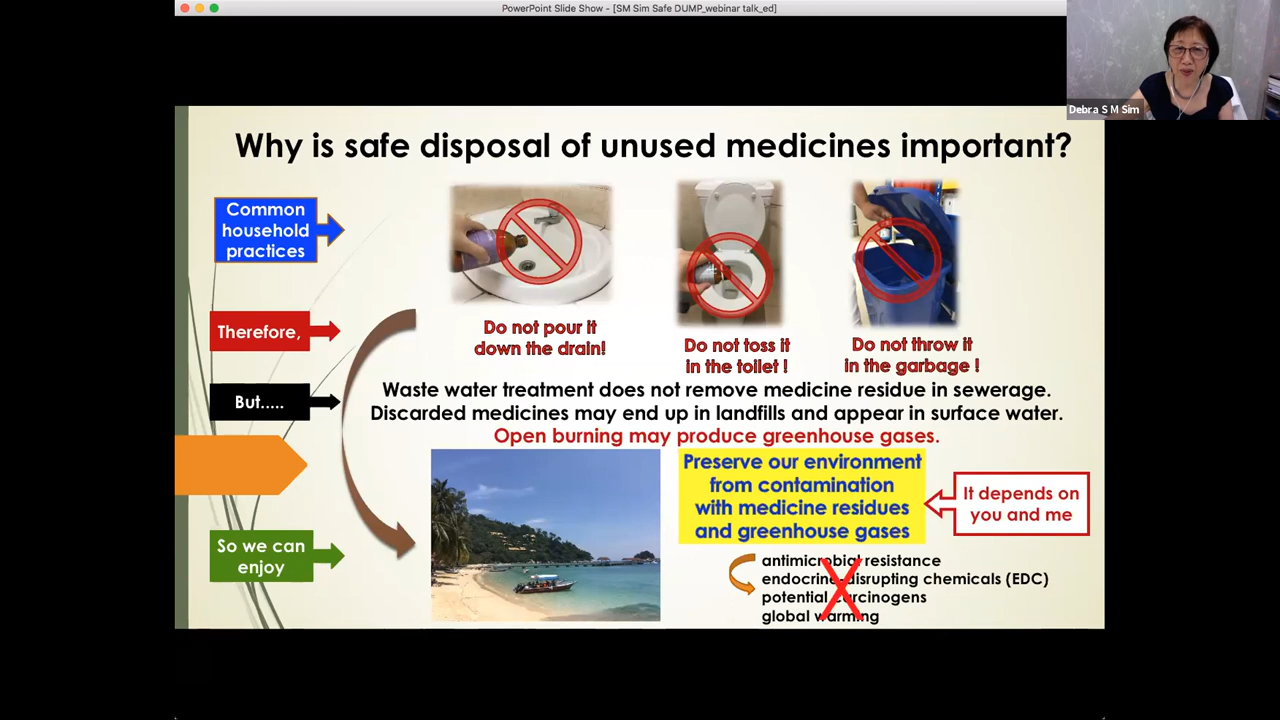 PowerPoint Slide Show - [SM Sim Safe DUMP_webinar talk_ed]
Debra S M Sim
Why is safe disposal of unused medicines important?
Common
household
practices
Do not pour it
down the drain!
Do not toss it
in the toilet !
Do not throw it
in the garbage !
Therefore,
But.....
Waste water treatment does not remove medicine residue in sewerage.
Discarded medicines may end up in landfills and appear in surface water.
Open burning may produce greenhouse gases.
Preserve our environment
from contamination
with medicine residues
and greenhouse gases
It depends on
you and me
So we can
enjoy
antimicrobial resistance
endocrine-disrupting chemicals (EDC)
potential carcinogens
global warming